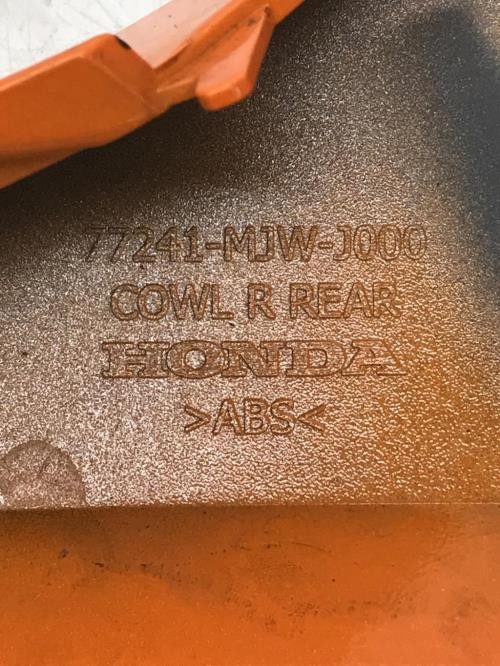 77241-MJW-J000
COWL R REAR
HONDA
>ABS<